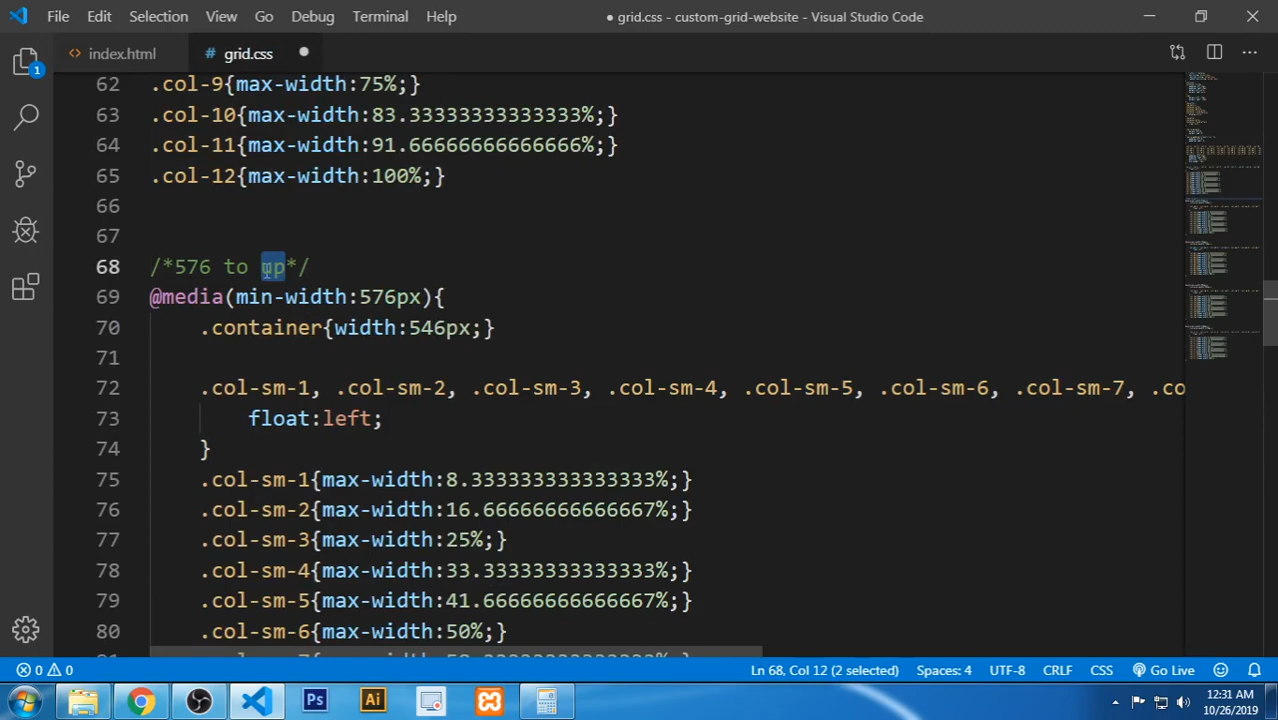 File Edit Selection View Go Debug Terminal Help
● grid.css - custom-grid-website - Visual Studio Code
index.html
# grid.css
1
62 .col-9{max-width:75%;}
63 .col-10{max-width:83.33333333333333%;}
64 .col-11{max-width:91.66666666666666%;}
65 .col-12{max-width:100%;}
66
67
68 /*576 to up*/
69 @media(min-width:576px){
70 .container{width:546px;}
71
72 .col-sm-1, .col-sm-2, .col-sm-3, .col-sm-4, .col-sm-5, .col-sm-6, .col-sm-7, .co
73 float:left;
74 }
75 .col-sm-1{max-width:8.333333333333333%;}
76 .col-sm-2{max-width:16.66666666666667%;}
77 .col-sm-3{max-width:25%;}
78 .col-sm-4{max-width:33.33333333333333%;}
79 .col-sm-5{max-width:41.66666666666667%;}
80 .col-sm-6{max-width:50%;}
0 0
Ln 68, Col 12 (2 selected) Spaces: 4 UTF-8 CRLF CSS Go Live
Ps Ai
12:31 AM
10/26/2019